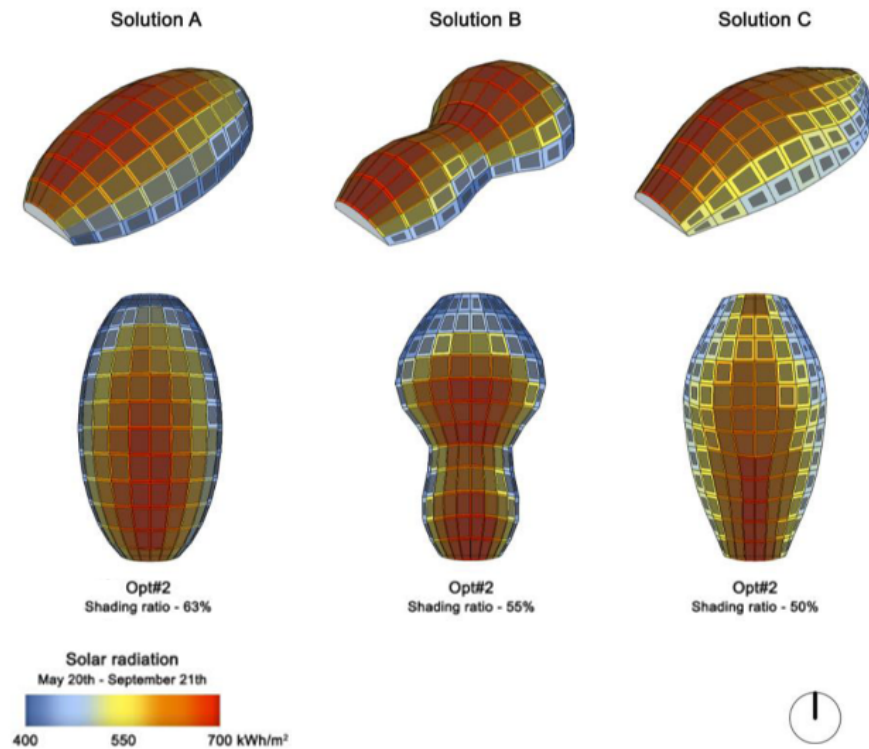 Solution A
Solution B
Solution C
Opt#2
Shading ratio - 63%
Opt#2
Shading ratio - 55%
Opt#2
Shading ratio - 50%
Solar radiation
May 20th - September 21th
400 550 700 kWh/m²